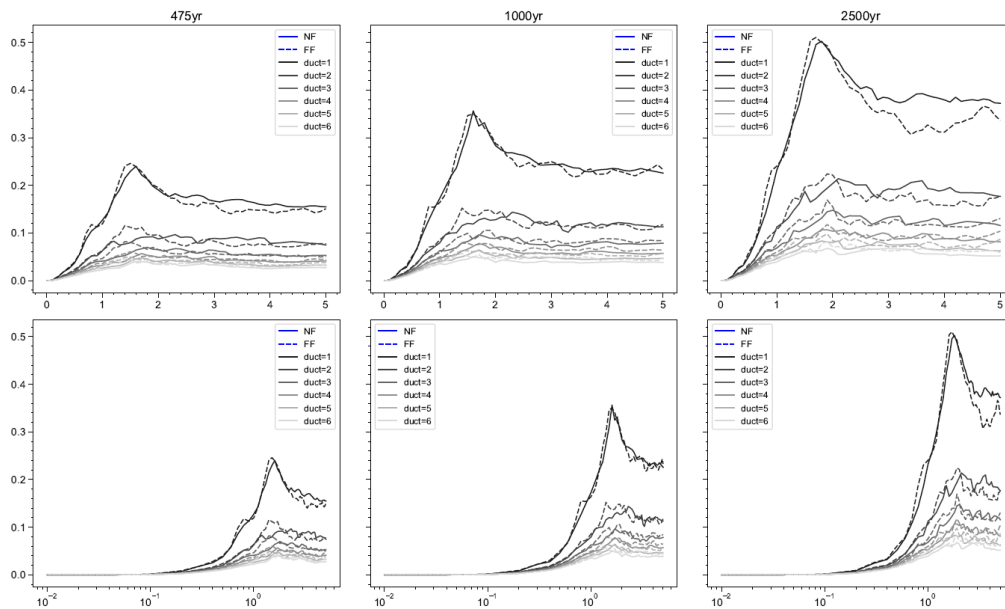 475yr
1000yr
2500yr
0.5
0.4
0.3
0.2
0.1
0.0
NF
FF
duct=1
duct=2
duct=3
duct=4
duct=5
duct=6
0 1 2 3 4 5
NF
FF
duct=1
duct=2
duct=3
duct=4
duct=5
duct=6
0 1 2 3 4 5
NF
FF
duct=1
duct=2
duct=3
duct=4
duct=5
duct=6
0 1 2 3 4 5
0.5
0.4
0.3
0.2
0.1
0.0
NF
FF
duct=1
duct=2
duct=3
duct=4
duct=5
duct=6
10⁻² 10⁻¹ 10⁰
NF
FF
duct=1
duct=2
duct=3
duct=4
duct=5
duct=6
10⁻² 10⁻¹ 10⁰
NF
FF
duct=1
duct=2
duct=3
duct=4
duct=5
duct=6
10⁻² 10⁻¹ 10⁰